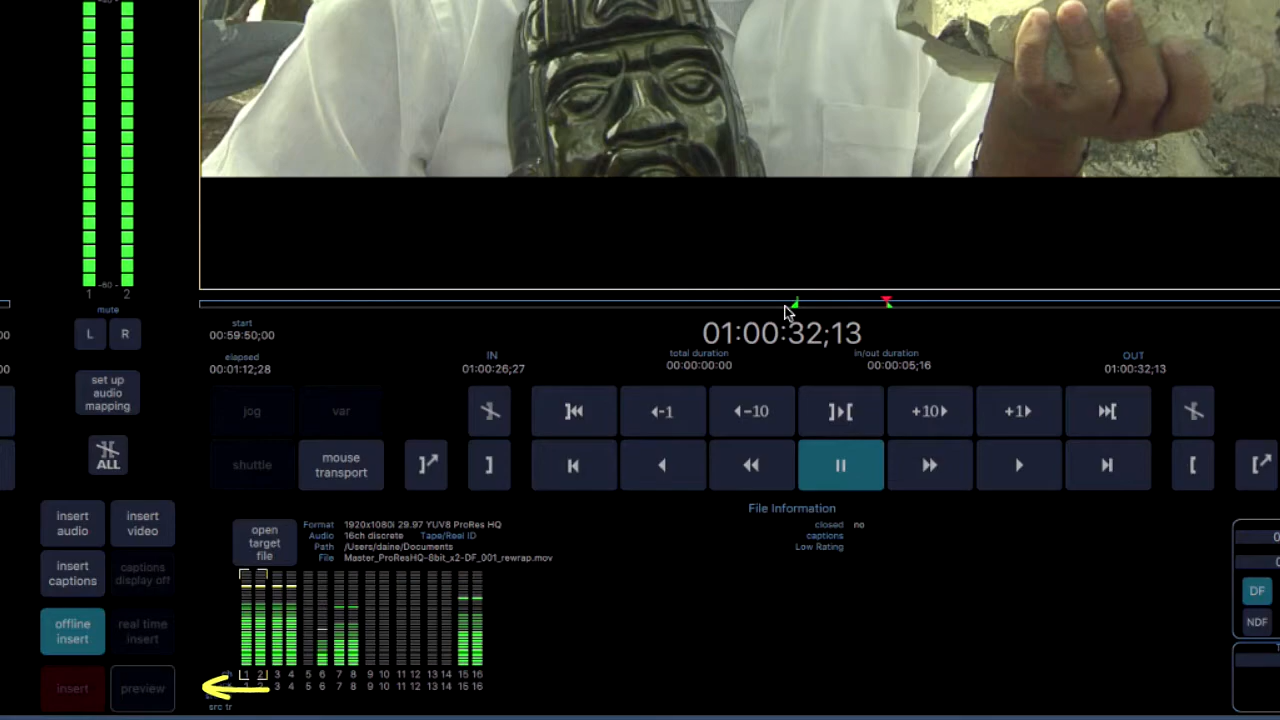 -60
1 2
mute
L R
set up
audio
mapping
ALL
start
00:59:50;00
elapsed
00:01:12;28
IN
01:00:26;27
01:00:32;13
total duration
00:00:00:00
in/out duration
00:00:05;16
OUT
01:00:32;13
jog var
shuttle mouse
transport
-1 -10 +10 +1
insert
audio
insert
video
insert
captions
captions
display off
offline
insert
real time
insert
insert preview
File Information
open
target
file
Format 1920x1080i 29.97 YUV8 ProRes HQ
Audio 16ch discrete Tape/Reel ID
Path /Users/daine/Documents
File Master_ProResHQ-8bit_x2-DF_001_rewrap.mov
closed
captions no
Low Rating
1 2 3 4 5 6 7 8 9 10 11 12 13 14 15 16
1 2 3 4 5 6 7 8 9 10 11 12 13 14 15 16
src tr
DF
NDF